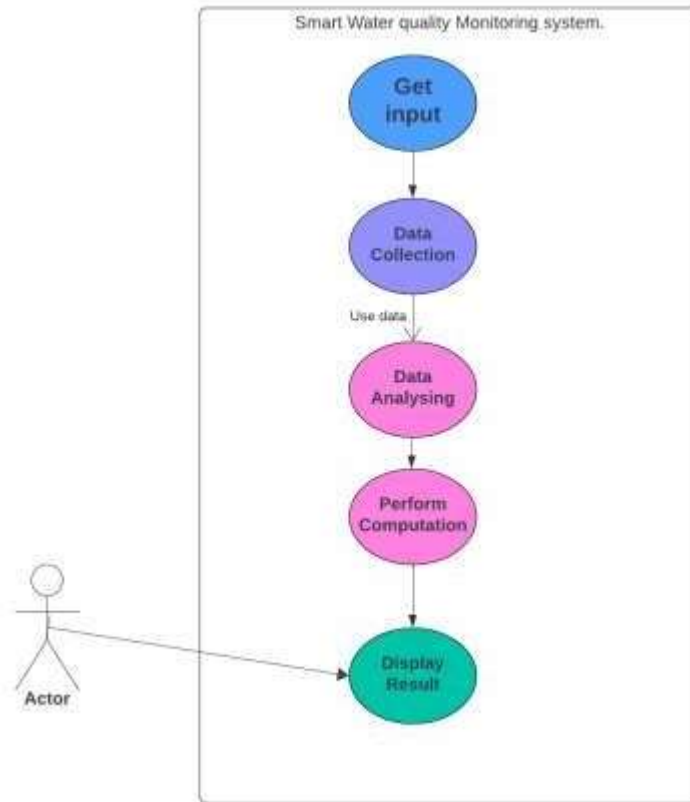 Smart Water quality Monitoring system.
Get
input
Data
Collection
Use data
Data
Analysing
Perform
Computation
Display
Result
Actor